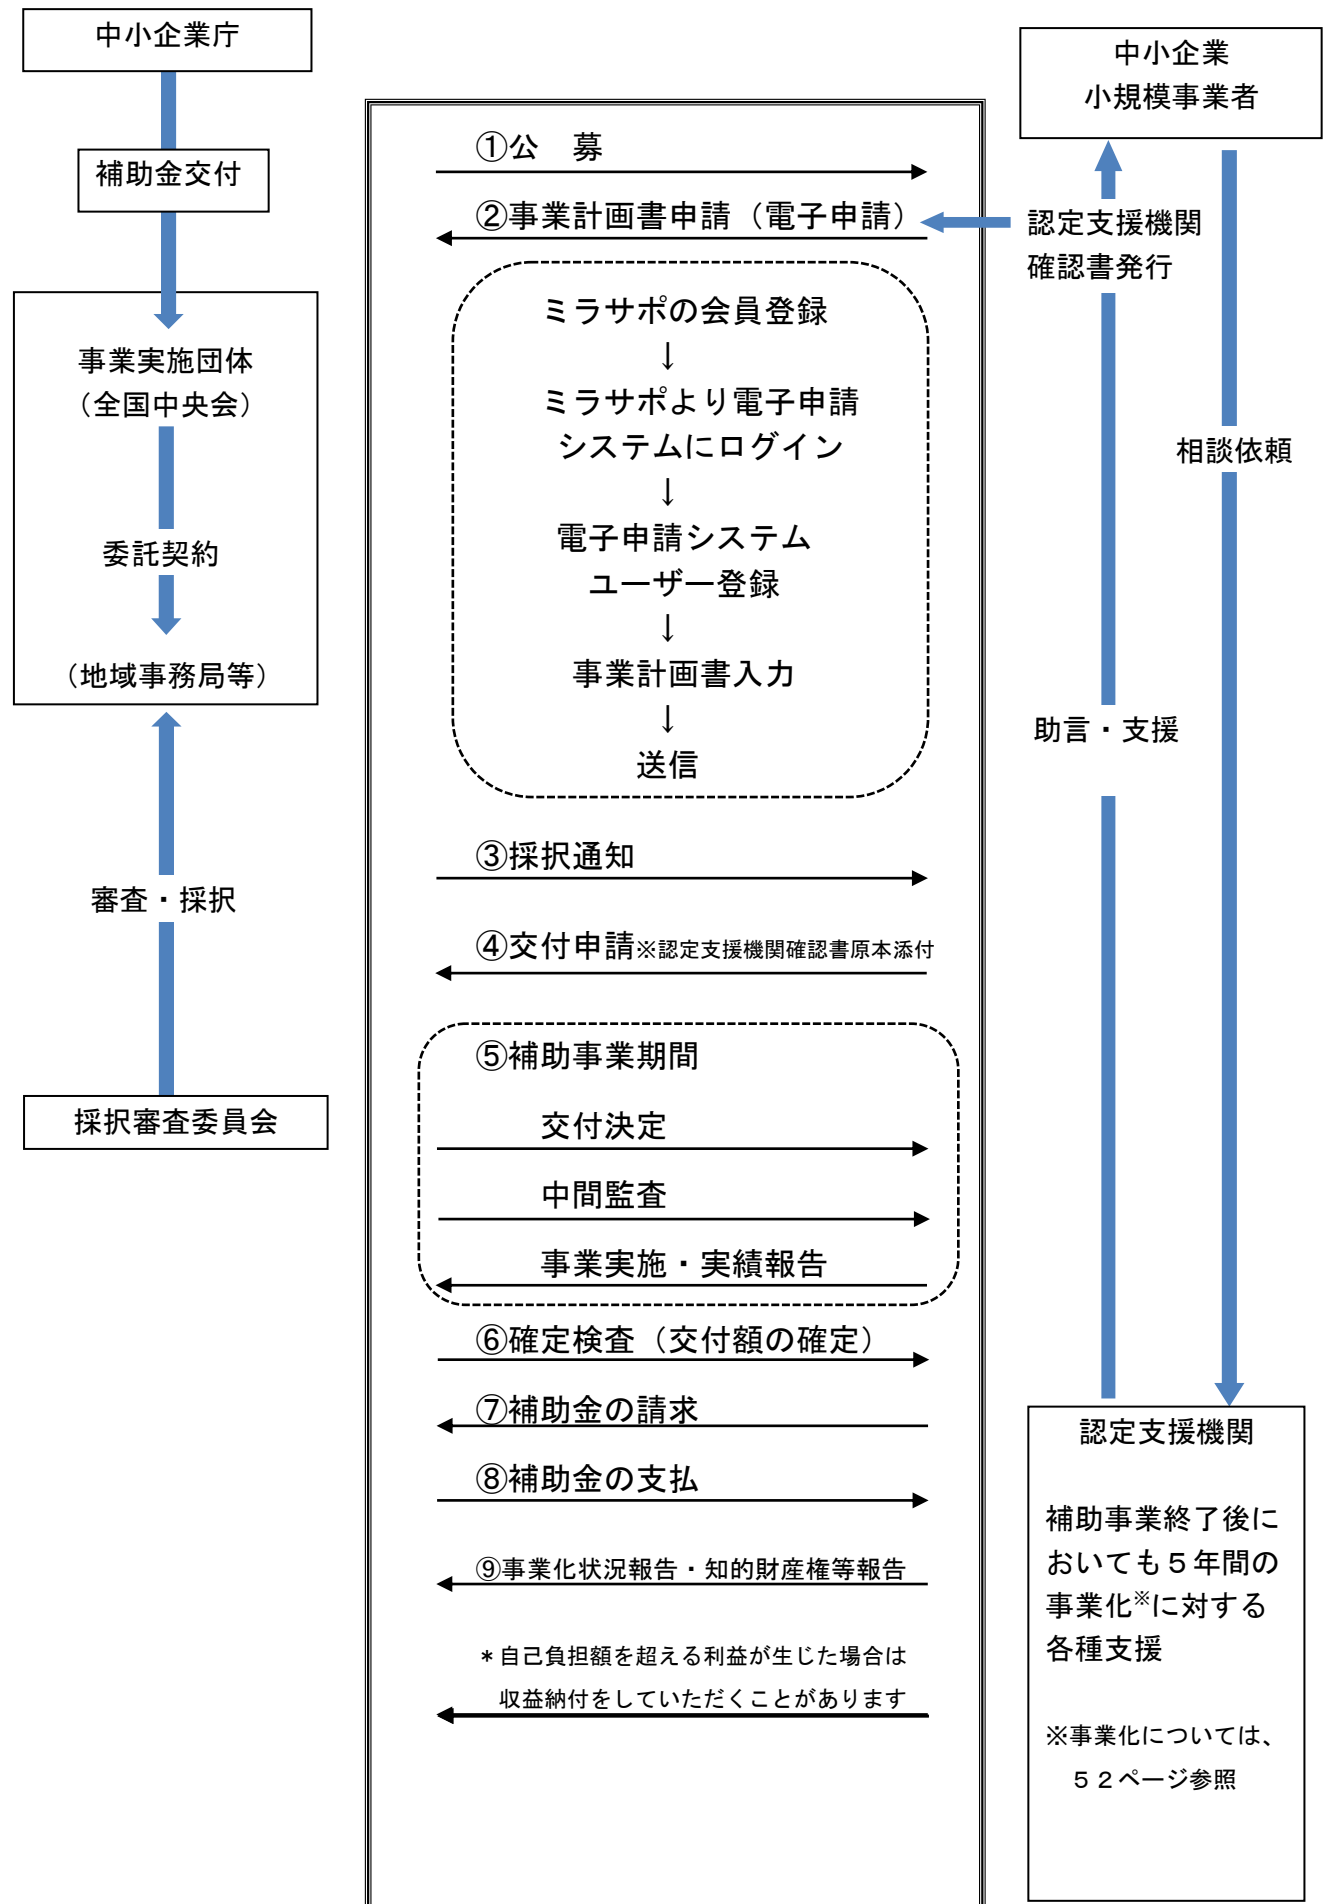 中小企業庁
補助金交付
事業実施団体
（全国中央会）
委託契約
（地域事務局等）
審査・採択
採択審査委員会
①公　募
②事業計画書申請（電子申請）
ミラサポの会員登録
↓
ミラサポより電子申請
システムにログイン
↓
電子申請システム
ユーザー登録
↓
事業計画書入力
↓
送信
③採択通知
④交付申請※認定支援機関確認書原本添付
⑤補助事業期間
交付決定
中間監査
事業実施・実績報告
⑥確定検査（交付額の確定）
⑦補助金の請求
⑧補助金の支払
⑨事業化状況報告・知的財産権等報告
＊自己負担額を超える利益が生じた場合は
収益納付をしていただくことがあります
中小企業
小規模事業者
認定支援機関
確認書発行
相談依頼
助言・支援
認定支援機関
補助事業終了後に
おいても５年間の
事業化※に対する
各種支援
※事業化については、
５２ページ参照